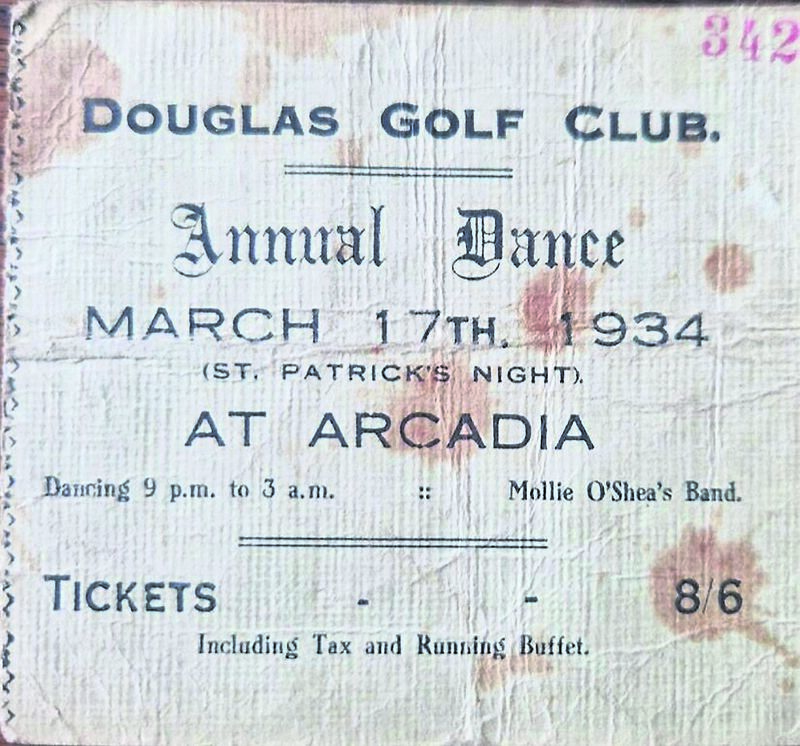 342
DOUGLAS GOLF CLUB.
Annual Dance
MARCH 17TH. 1934
(ST. PATRICK'S NIGHT).
AT ARCADIA
Dancing 9 p.m. to 3 a.m. :: Mollie O'Shea's Band.
TICKETS - - 8/6
Including Tax and Running Buffet.